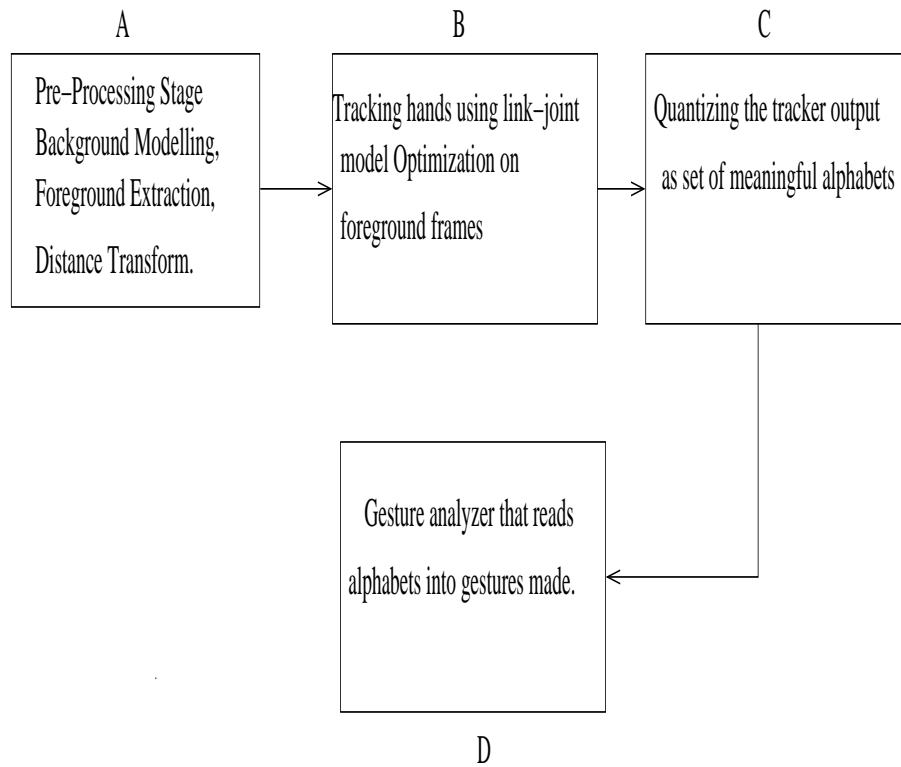 A
Pre–Processing Stage
Background Modelling,
Foreground Extraction,
Distance Transform.
B
Tracking hands using link–joint
model Optimization on
foreground frames
C
Quantizing the tracker output
as set of meaningful alphabets
Gesture analyzer that reads
alphabets into gestures made.
D